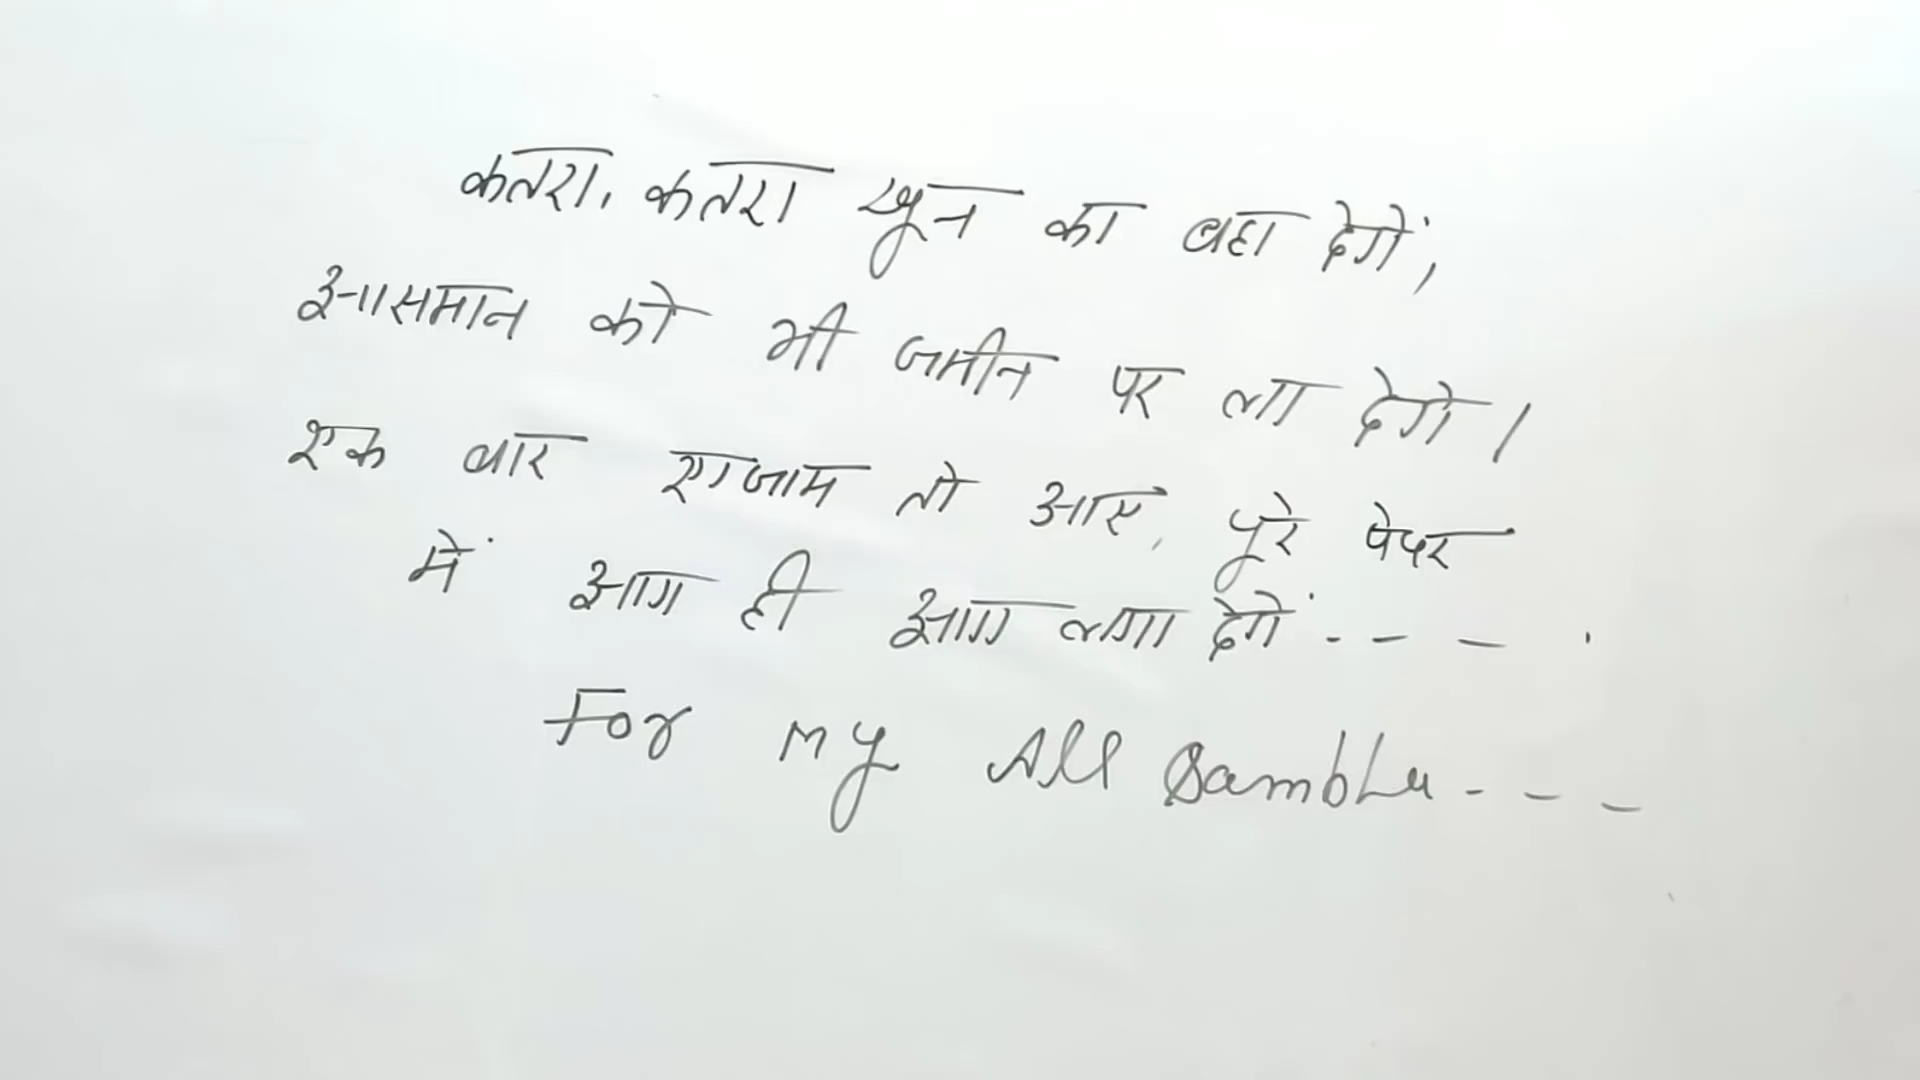 कतरा, कतरा खून का बहा देगें,
आसमान को भी जमीन पर ला देगे।
एक बार एग्जाम तो आए, पूरे पेपर
में आग ही आग लगा देगें - - - .
For my All Sambhu - - -